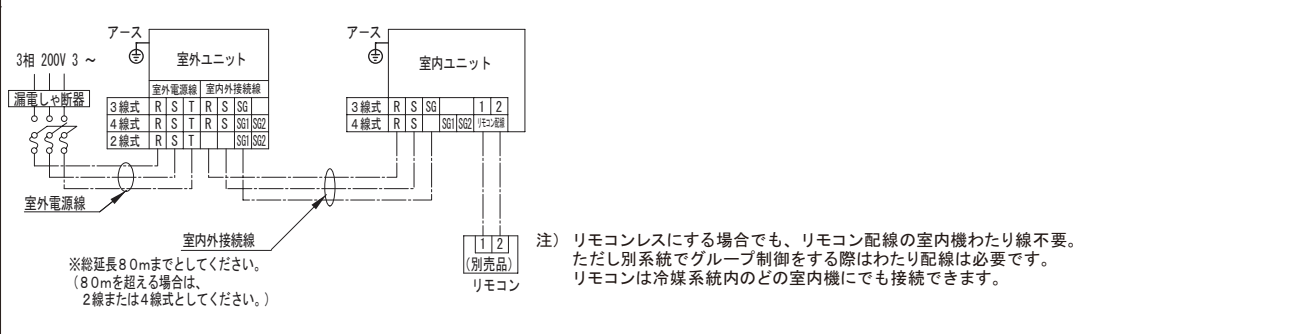 アース
3相 200V 3 ～
室外ユニット
漏電しゃ断器
室外電源線 室内外接続線
3線式 R S T R S SG
4線式 R S T R S SG1 SG2
2線式 R S T SG1 SG2
室外電源線
室内外接続線
※総延長80mまでとしてください。
(80mを超える場合は、
2線または4線式としてください。)
アース
室内ユニット
3線式 R S SG 1 2
4線式 R S SG1 SG2 リモコン配線
1 2
(別売品)
リモコン
注) リモコンレスにする場合でも、リモコン配線の室内機わたり線不要。
ただし別系統でグループ制御をする際はわたり配線は必要です。
リモコンは冷媒系統内のどの室内機にでも接続できます。